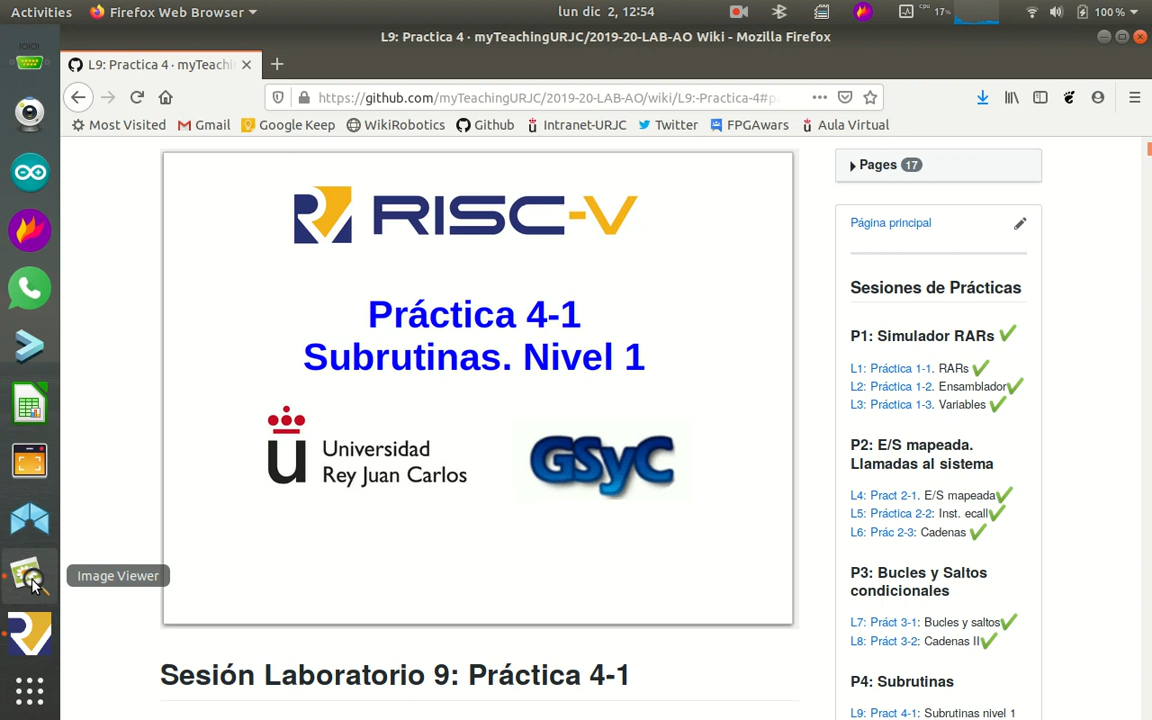 Activities
Firefox Web Browser
lun dic 2, 12:54
cpu
17%
100%
L9: Practica 4 · myTeachingURJC/2019-20-LAB-AO Wiki - Mozilla Firefox
L9: Practica 4 · myTeachi
https://github.com/myTeachingURJC/2019-20-LAB-AO/wiki/L9:-Practica-4#p
Most Visited
Gmail
Google Keep
WikiRobotics
Github
Intranet-URJC
Twitter
FPGAwars
Aula Virtual
RISC-V
Práctica 4-1
Subrutinas. Nivel 1
Universidad
Rey Juan Carlos
GSyC
Image Viewer
Sesión Laboratorio 9: Práctica 4-1
Pages 17
Página principal
Sesiones de Prácticas
P1: Simulador RARs
L1: Práctica 1-1. RARs
L2: Práctica 1-2. Ensamblador
L3: Práctica 1-3. Variables
P2: E/S mapeada.
Llamadas al sistema
L4: Pract 2-1. E/S mapeada
L5: Práctica 2-2: Inst. ecall
L6: Prác 2-3: Cadenas
P3: Bucles y Saltos
condicionales
L7: Práct 3-1: Bucles y saltos
L8: Práct 3-2: Cadenas II
P4: Subrutinas
L9: Pract 4-1: Subrutinas nivel 1